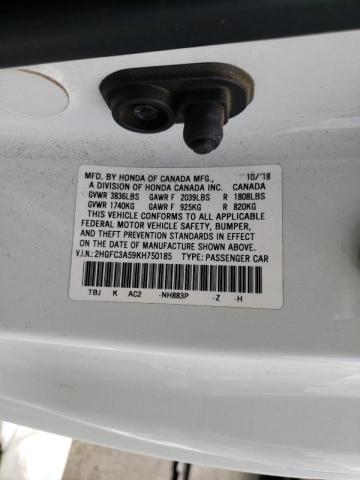 MFD. BY HONDA OF CANADA MFG., 10/'18
A DIVISION OF HONDA CANADA INC. CANADA
GVWR 3836LBS GAWR F 2039LBS R 1808LBS
GVWR 1740KG GAWR F 925KG R 820KG
THIS VEHICLE CONFORMS TO ALL APPLICABLE
FEDERAL MOTOR VEHICLE SAFETY, BUMPER,
AND THEFT PREVENTION STANDARDS IN EFFECT
ON THE DATE OF MANUFACTURE SHOWN ABOVE.
V.I.N.: 2HGFC3A59KH750185 TYPE: PASSENGER CAR
TBJ K AC2 -NH883P -Z -H